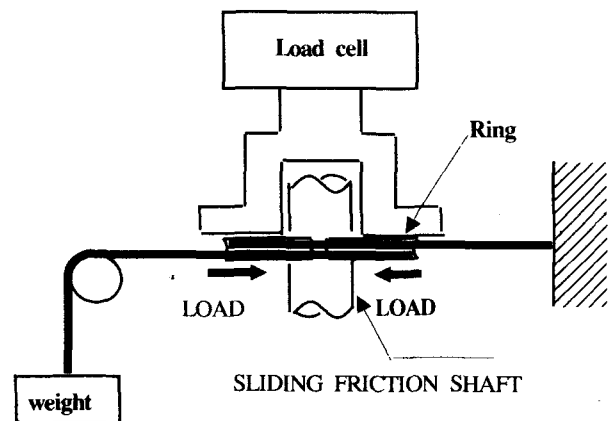 Load cell
Ring
LOAD
LOAD
SLIDING FRICTION SHAFT
weight